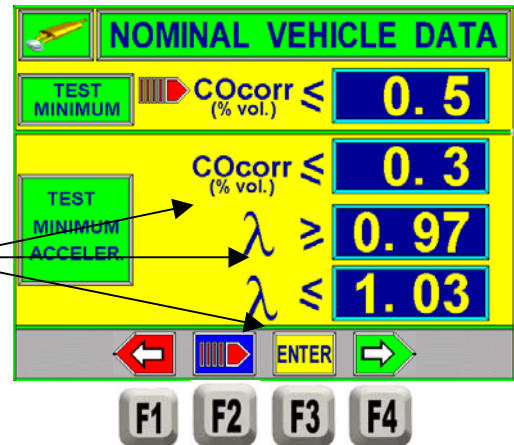 NOMINAL VEHICLE DATA
TEST
MINIMUM
COcorr ≤ 0. 5
(% vol.)
TEST
MINIMUM
ACCELER.
COcorr ≤ 0. 3
(% vol.)
λ ≥ 0. 97
λ ≤ 1. 03
ENTER
F1 F2 F3 F4